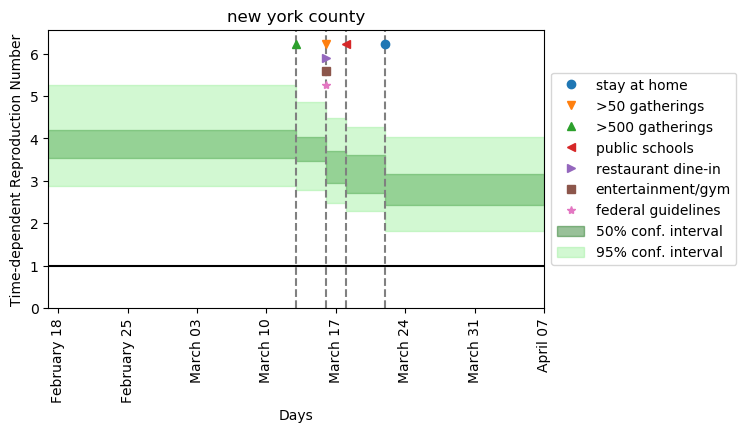 new york county
Time-dependent Reproduction Number
6
5
4
3
2
1
0
February 18
February 25
March 03
March 10
March 17
March 24
March 31
April 07
Days
stay at home
>50 gatherings
>500 gatherings
public schools
restaurant dine-in
entertainment/gym
federal guidelines
50% conf. interval
95% conf. interval